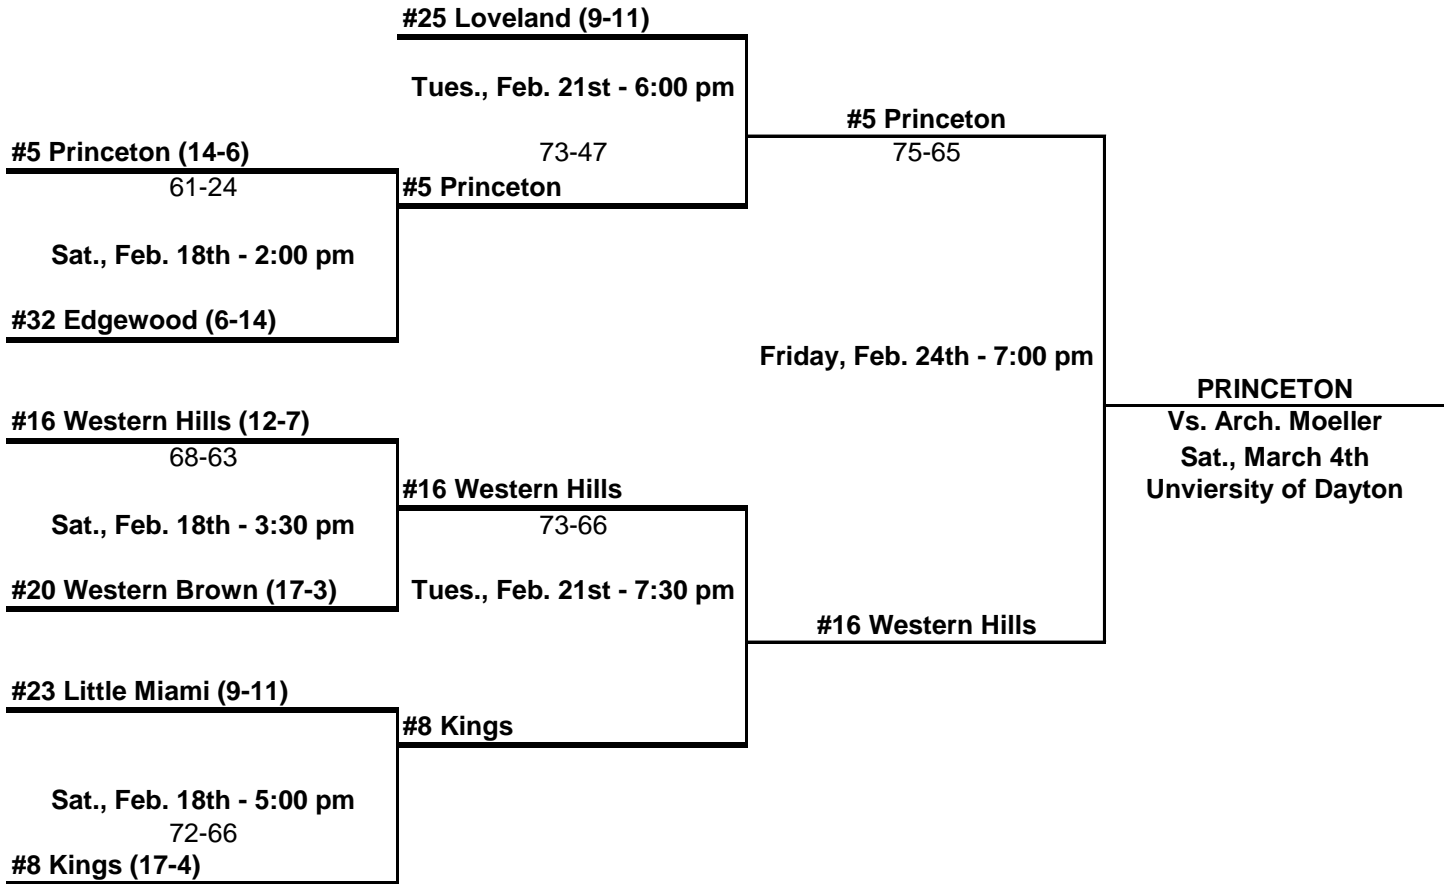 #25 Loveland (9-11)
Tues., Feb. 21st - 6:00 pm
#5 Princeton
#5 Princeton (14-6)
73-47
75-65
61-24
#5 Princeton
Sat., Feb. 18th - 2:00 pm
#32 Edgewood (6-14)
Friday, Feb. 24th - 7:00 pm
PRINCETON
#16 Western Hills (12-7)
Vs. Arch. Moeller
68-63
Sat., March 4th
#16 Western Hills
Unviersity of Dayton
Sat., Feb. 18th - 3:30 pm
73-66
#20 Western Brown (17-3)
Tues., Feb. 21st - 7:30 pm
#16 Western Hills
#23 Little Miami (9-11)
#8 Kings
Sat., Feb. 18th - 5:00 pm
72-66
#8 Kings (17-4)